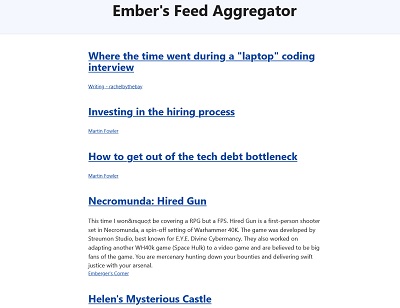 Ember's Feed Aggregator
Where the time went during a "laptop" coding
interview
Writing - rachelbythebay
Investing in the hiring process
Martin Fowler
How to get out of the tech debt bottleneck
Martin Fowler
Necromunda: Hired Gun
This time I won&rsquo;t be covering a RPG but a FPS. Hired Gun is a first-person shooter
set in Necromunda, a spin-off setting of Warhammer 40K. The game was developed by
Streumon Studio, best known for E.Y.E. Divine Cybermancy. They also worked on
adapting another WH40k game (Space Hulk) to a video game and are believed to be big
fans of the game. You are mercenary hunting down your bounties and delivering swift
justice with your arsenal.
Emberger's Corner
Helen's Mysterious Castle